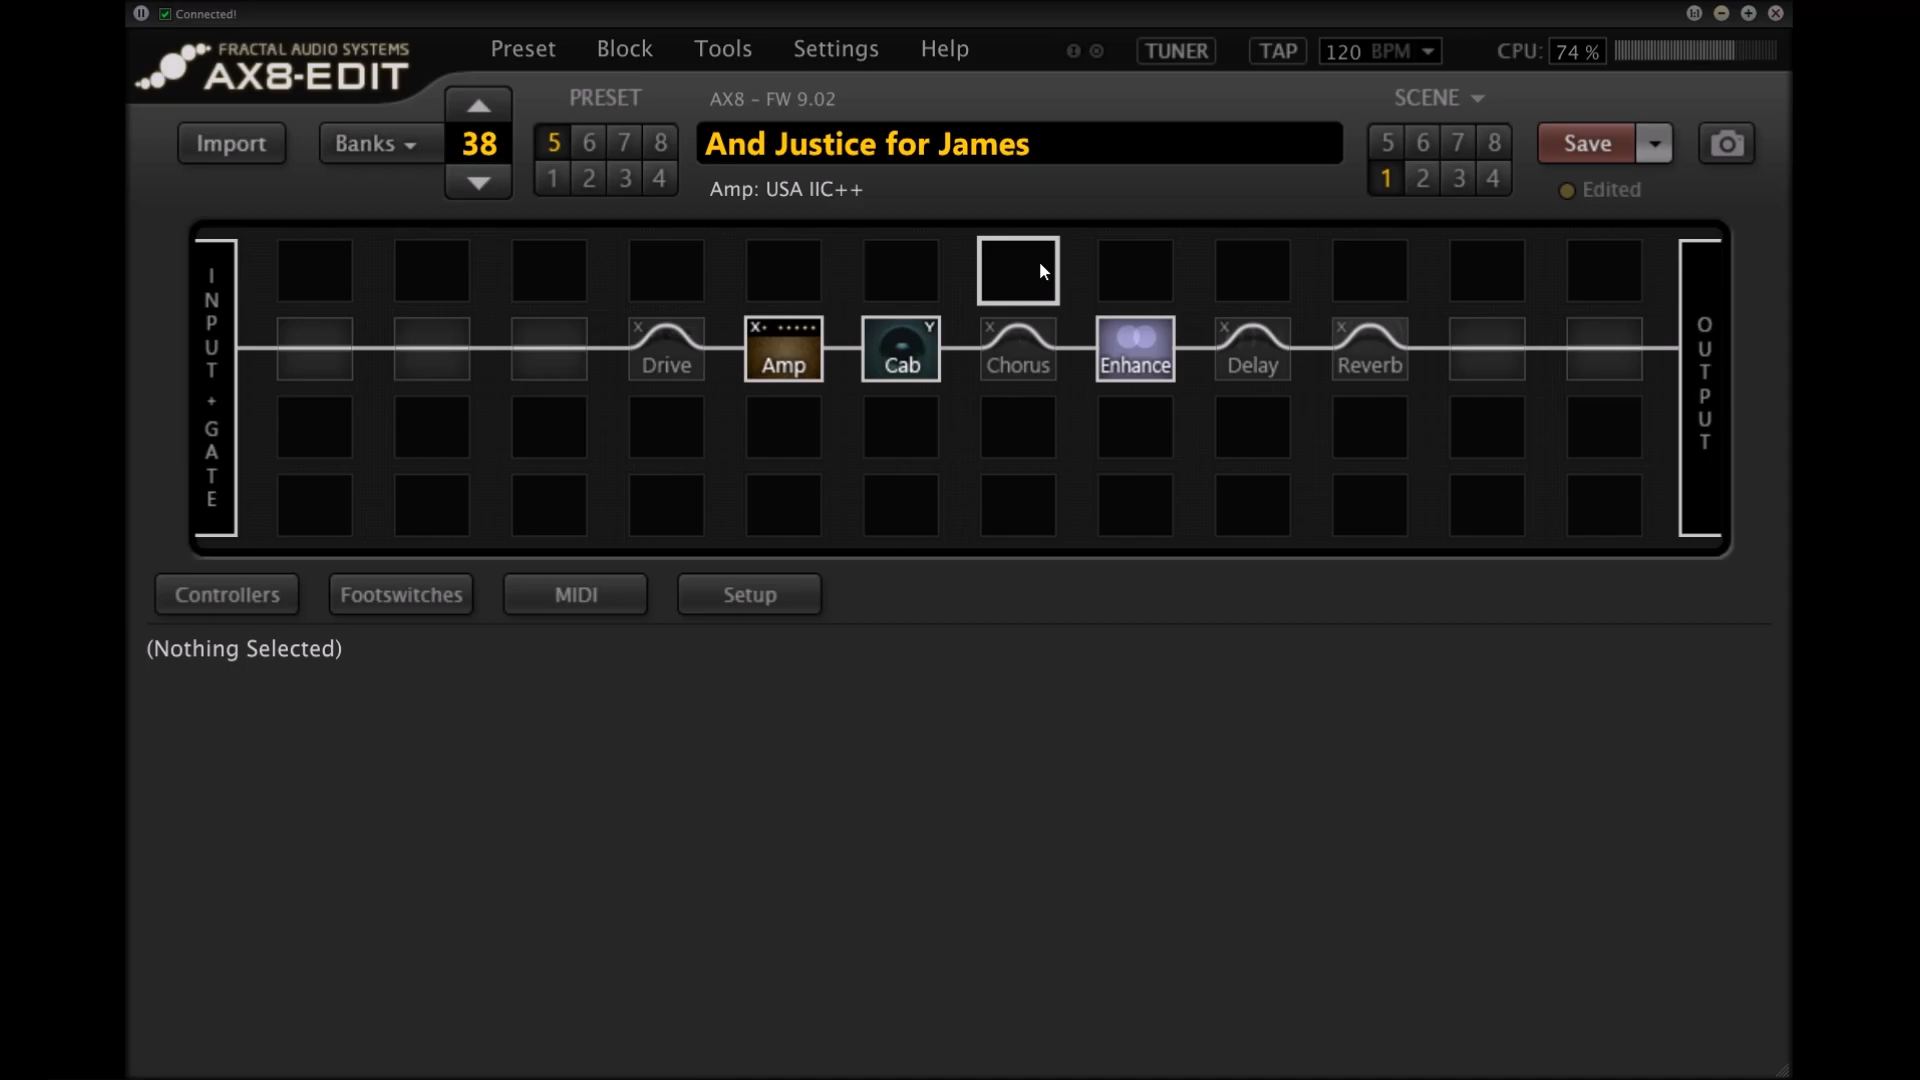 Connected!
FRACTAL AUDIO SYSTEMS
AX8-EDIT
Preset Block Tools Settings Help
TUNER TAP 120 BPM CPU: 74 %
PRESET AX8 - FW 9.02 SCENE
Import Banks 38 5 6 7 8 And Justice for James 5 6 7 8 Save
1 2 3 4 Amp: USA IIC++ 1 2 3 4 Edited
INPUT + GATE
X Drive
X Amp
Y Cab
X Chorus
Enhance
X Delay
X Reverb
OUTPUT
Controllers Footswitches MIDI Setup
(Nothing Selected)